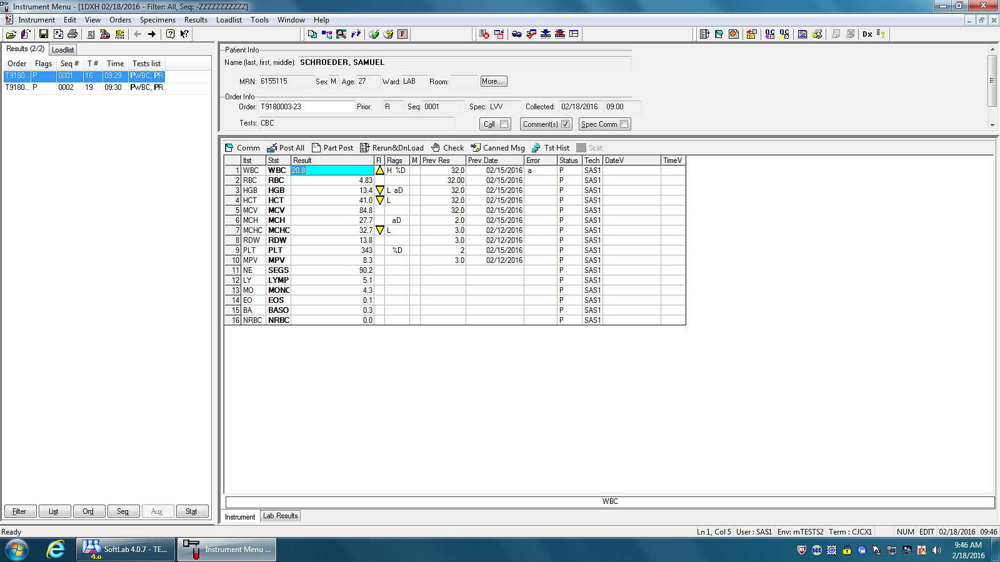 Instrument Menu - [1DXH 02/18/2016 - Filter: All, Seq: -ZZZZZZZZZZZ]
Instrument Edit View Orders Specimens Results Loadlist Tools Window Help
QC QC Dx
F
Results (2/2) Loadlist
Order Flags Seq # T # Time Tests list
T9180... P 0001 16 09:29 PWBC, PR.
T9180... P 0002 19 09:30 PWBC, PR.
Filter List Ord Seg Aux Stat
Patient Info
Name (last, first, middle): SCHROEDER, SAMUEL
MRN: 6155115 Sex: M Age: 27 Ward: LAB Room: More...
Order Info
Order: T9180003-23 Prior: R Seq: 0001 Spec: LVV Collected: 02/18/2016 09:00
Tests: CBC Call Comment(s) Spec Comm
Comm Post All Part Post Rerun&DnLoad Check Canned Msg Tst Hist Scat
Itst Stst Result Fl Flags M Prev Res Prev Date Error Status Tech DateV TimeV
1 WBC WBC 20.8 H %D 32.0 02/15/2016 a P SAS1
2 RBC RBC 4.83 32.00 02/15/2016 P SAS1
3 HGB HGB 13.4 L aD 32.0 02/15/2016 P SAS1
4 HCT HCT 41.0 L 32.0 02/15/2016 P SAS1
5 MCV MCV 84.8 32.0 02/15/2016 P SAS1
6 MCH MCH 27.7 aD 2.0 02/15/2016 P SAS1
7 MCHC MCHC 32.7 L 3.0 02/12/2016 P SAS1
8 RDW RDW 13.8 3.0 02/12/2016 P SAS1
9 PLT PLT 343 %D 2 02/15/2016 P SAS1
10 MPV MPV 8.3 3.0 02/12/2016 P SAS1
11 NE SEGS 90.2 P SAS1
12 LY LYMP 5.1 P SAS1
13 MO MONO 4.3 P SAS1
14 EO EOS 0.1 P SAS1
15 BA BASO 0.3 P SAS1
16 NRBC NRBC 0.0 P SAS1
WBC
Instrument Lab Results
Ready Ln 1, Col 5 User : SAS1 Env: mTESTS2 Term : CJCX1 NUM EDIT 02/18/2016 09:46
4.0 SoftLab 4.0.7 - TE... Instrument Menu ... 9:46 AM
2/18/2016